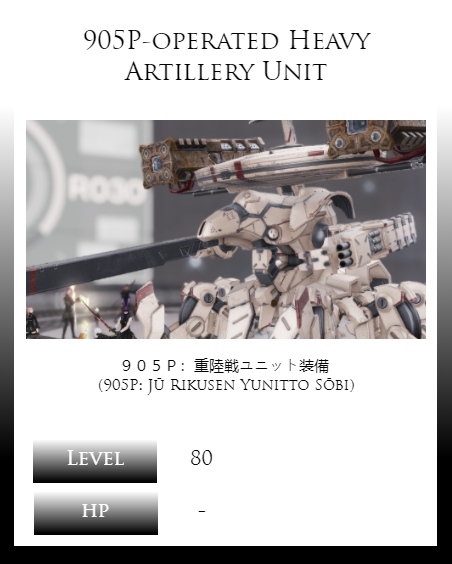 905P-operated Heavy
Artillery Unit
R030
９０５Ｐ：重陸戦ユニット装備
(905P: Jū Rikusen Yunitto Sōbi)
Level 80
HP -